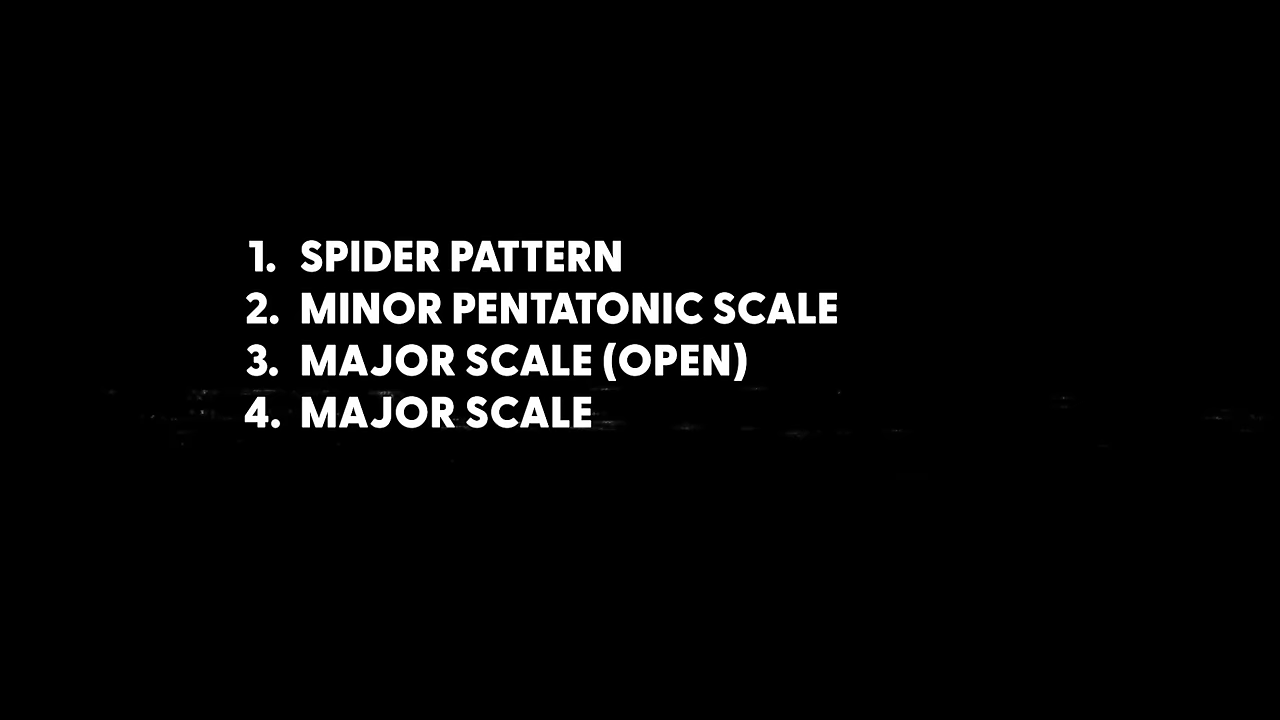 1. SPIDER PATTERN
2. MINOR PENTATONIC SCALE
3. MAJOR SCALE (OPEN)
4. MAJOR SCALE